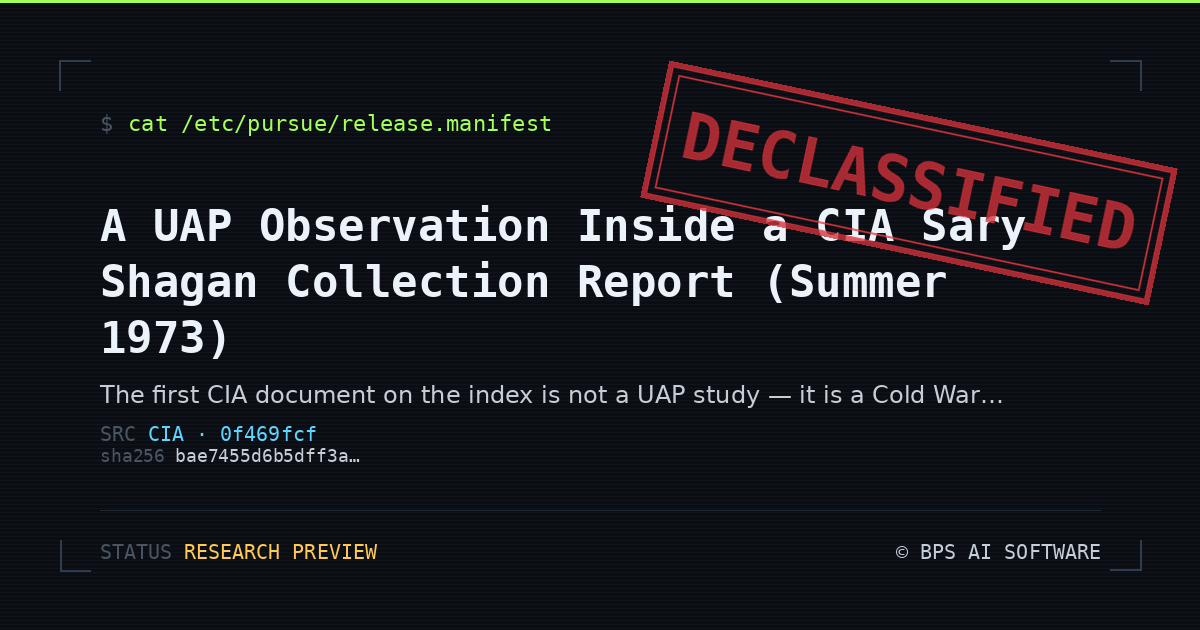 $ cat /etc/pursue/release.manifest
DECLASSIFIED
A UAP Observation Inside a CIA Sary
Shagan Collection Report (Summer
1973)
The first CIA document on the index is not a UAP study — it is a Cold War…
SRC CIA · 0f469fcf
sha256 bae7455d6b5dff3a…
STATUS RESEARCH PREVIEW
© BPS AI SOFTWARE